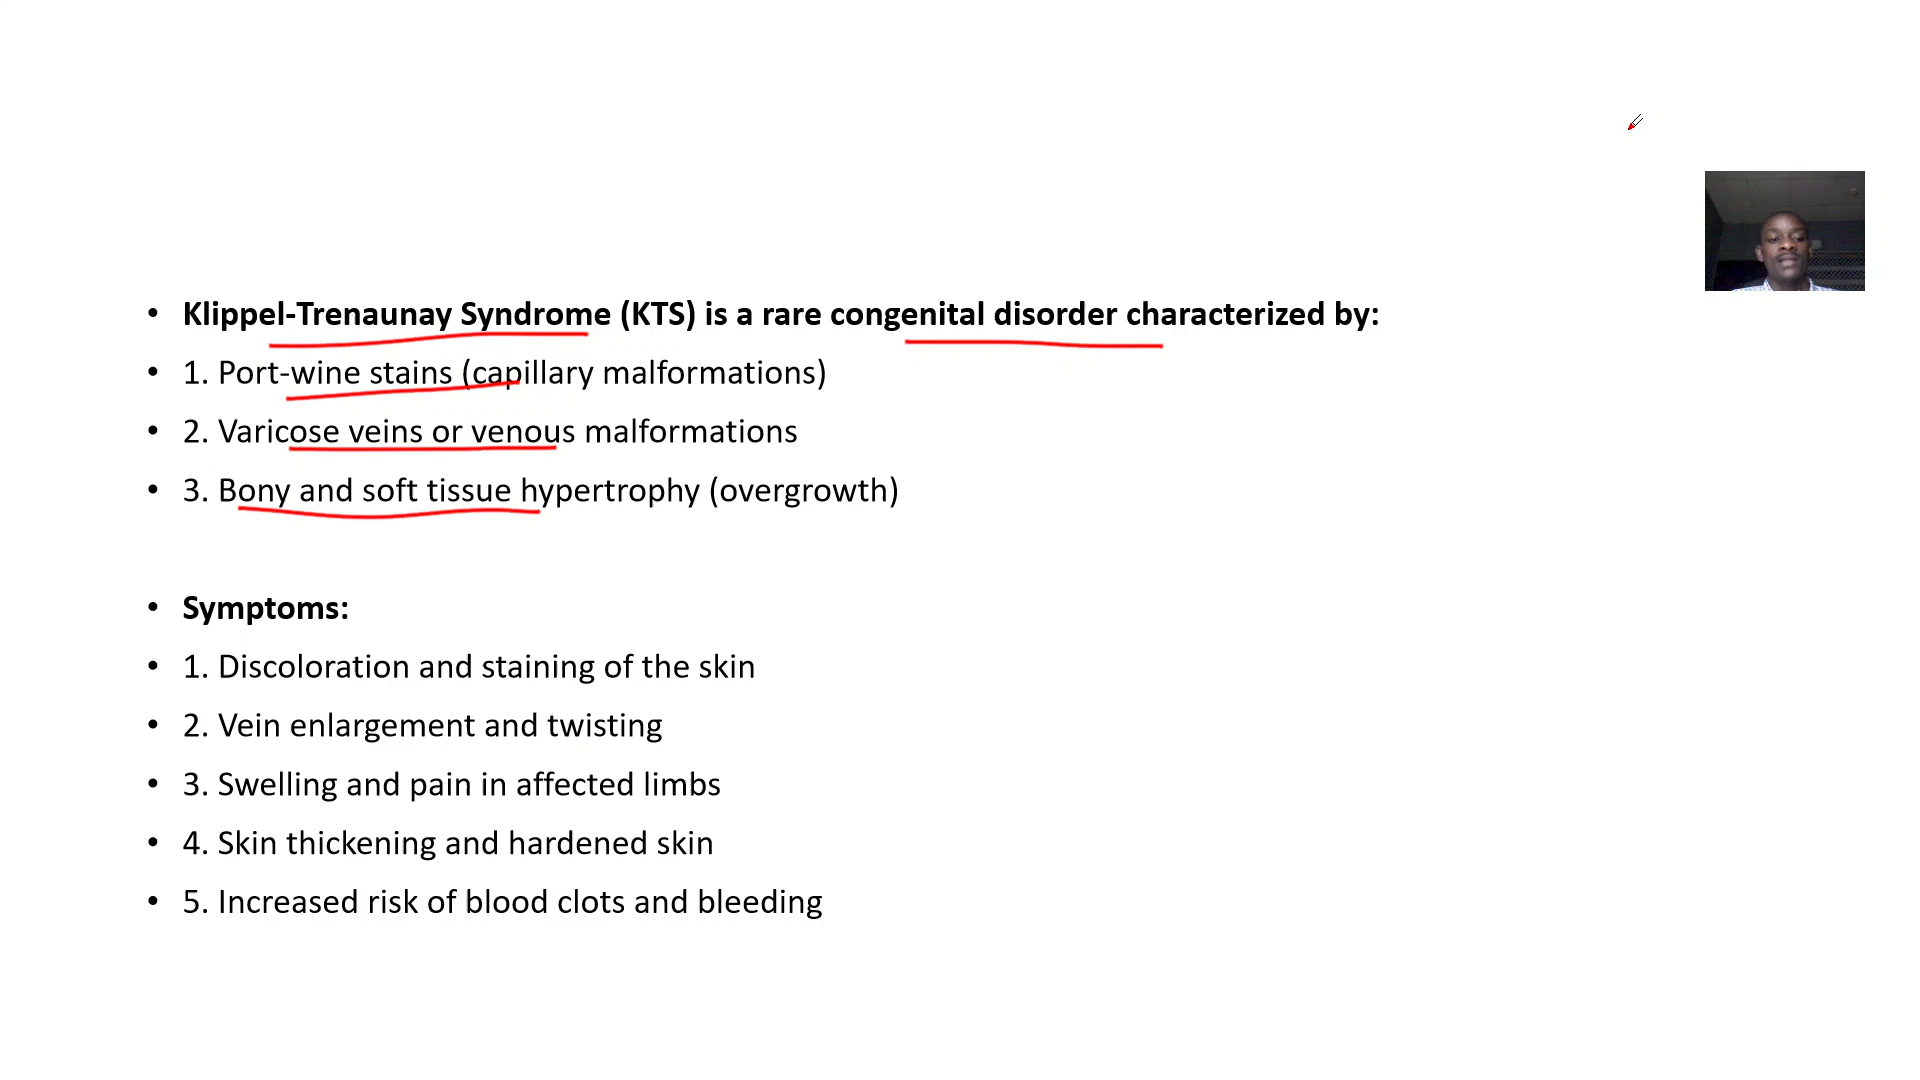 • Klippel-Trenaunay Syndrome (KTS) is a rare congenital disorder characterized by:
• 1. Port-wine stains (capillary malformations)
• 2. Varicose veins or venous malformations
• 3. Bony and soft tissue hypertrophy (overgrowth)
• Symptoms:
• 1. Discoloration and staining of the skin
• 2. Vein enlargement and twisting
• 3. Swelling and pain in affected limbs
• 4. Skin thickening and hardened skin
• 5. Increased risk of blood clots and bleeding